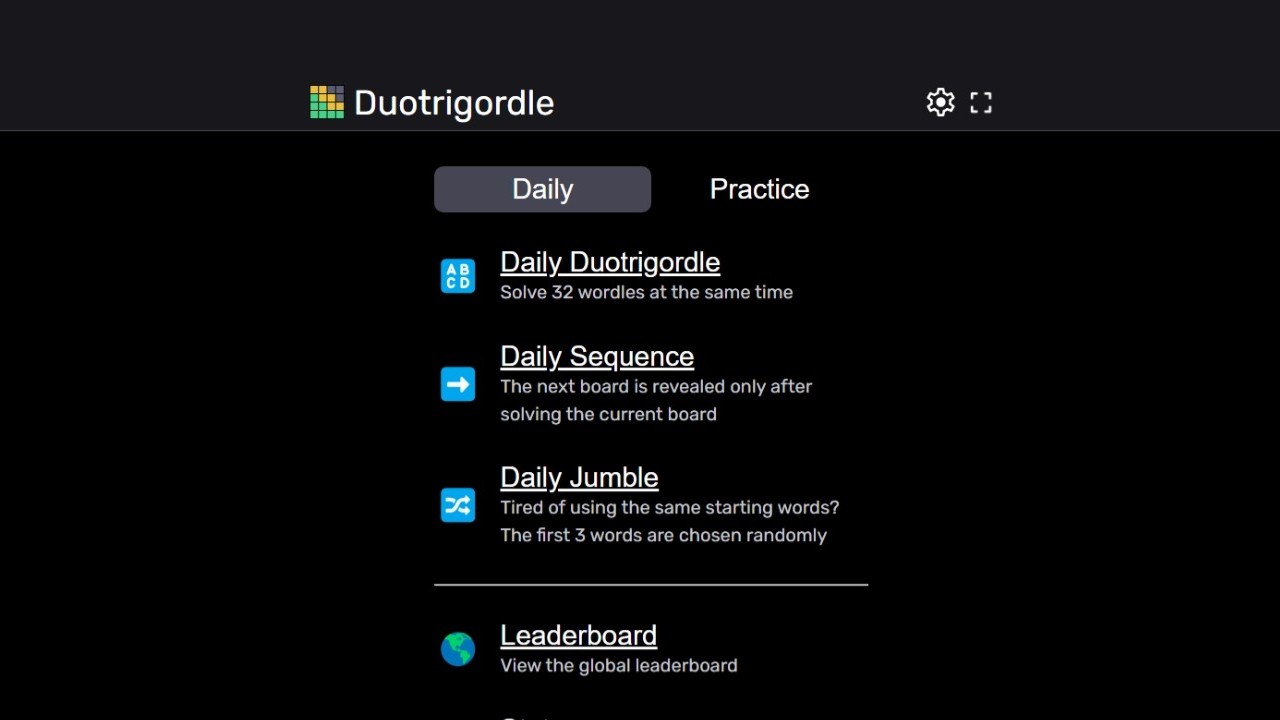 Duotrigordle
Daily
Practice
Daily Duotrigordle
Solve 32 wordles at the same time
Daily Sequence
The next board is revealed only after
solving the current board
Daily Jumble
Tired of using the same starting words?
The first 3 words are chosen randomly
Leaderboard
View the global leaderboard